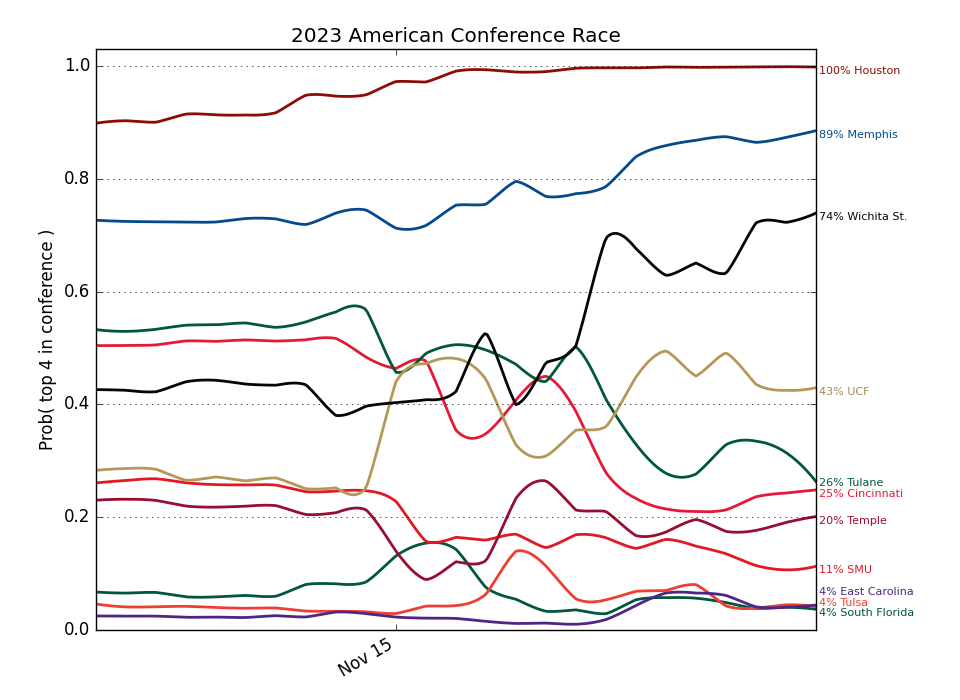 2023 American Conference Race
1.0
0.8
0.6
0.4
0.2
0.0
Prob( top 4 in conference )
Nov 15
100% Houston
89% Memphis
74% Wichita St.
43% UCF
26% Tulane
25% Cincinnati
20% Temple
11% SMU
4% East Carolina
4% Tulsa
4% South Florida